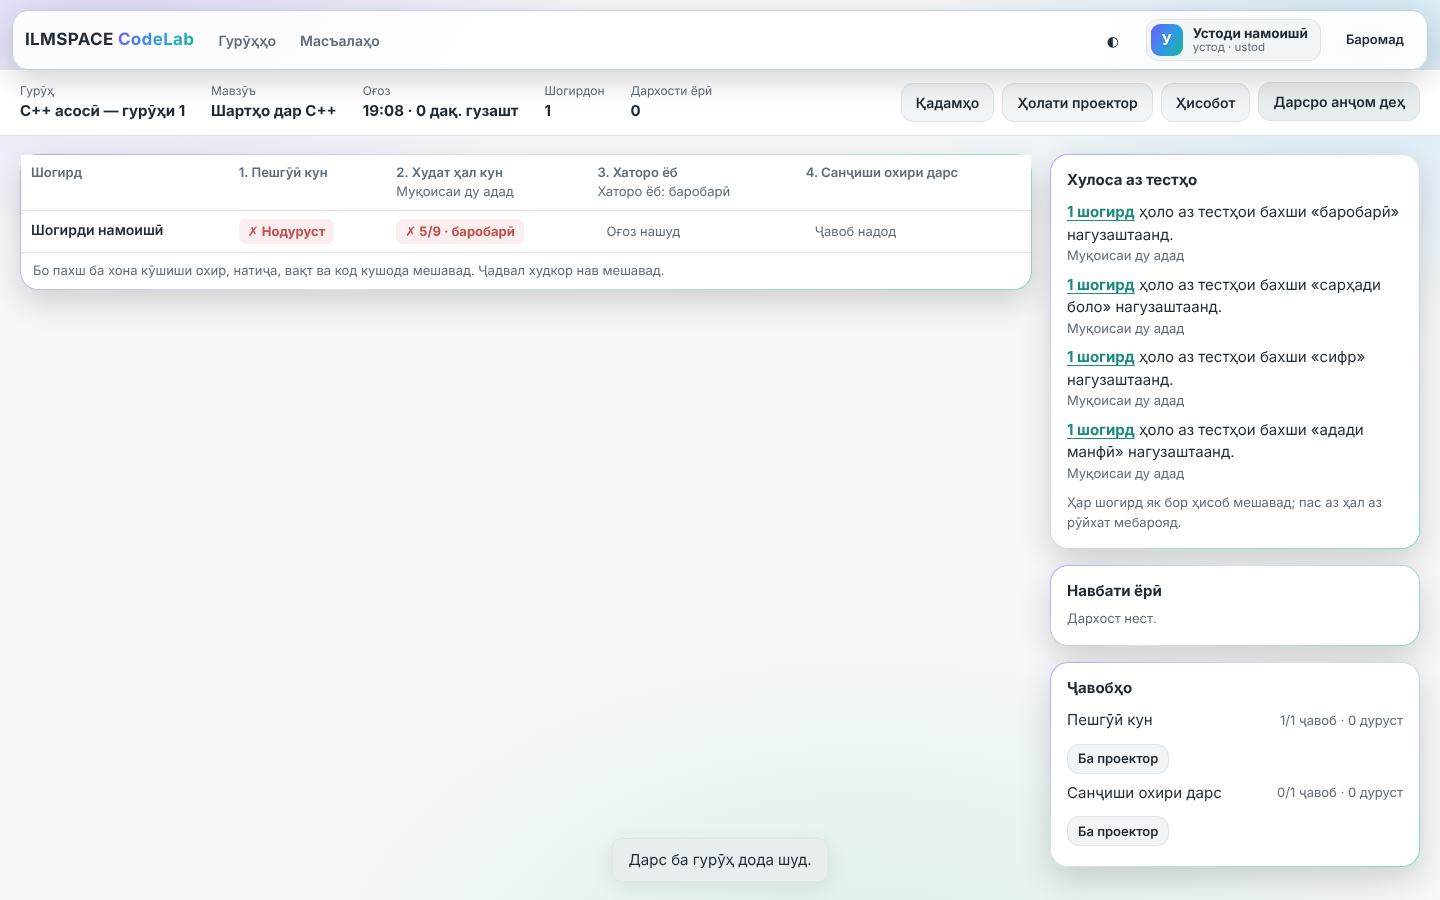 ILMSPACE CodeLab
Гурӯҳҳо
Масъалаҳо
У
Устоди намоишӣ
устод · ustod
Баромад
Гурӯҳ
C++ асосӣ — гурӯҳи 1
Мавзӯъ
Шартҳо дар C++
Оғоз
19:08 · 0 дақ. гузашт
Шогирдон
1
Дархости ёрӣ
0
Қадамҳо
Ҳолати проектор
Ҳисобот
Дарсро анҷом деҳ
Шогирд
1. Пешгӯӣ кун
2. Худат ҳал кун
Муқоисаи ду адад
3. Хаторо ёб
Хаторо ёб: баробарӣ
4. Санҷиши охири дарс
Шогирди намоишӣ
✗ Нодуруст
✗ 5/9 · баробарӣ
Оғоз нашуд
Ҷавоб надод
Бо пахш ба хона кӯшиши охир, натиҷа, вақт ва код кушода мешавад. Ҷадвал худкор нав мешавад.
Хулоса аз тестҳо
1 шогирд ҳоло аз тестҳои бахши «баробарӣ»
нагузаштаанд.
Муқоисаи ду адад
1 шогирд ҳоло аз тестҳои бахши «сарҳади
боло» нагузаштаанд.
Муқоисаи ду адад
1 шогирд ҳоло аз тестҳои бахши «сифр»
нагузаштаанд.
Муқоисаи ду адад
1 шогирд ҳоло аз тестҳои бахши «адади
манфӣ» нагузаштаанд.
Муқоисаи ду адад
Ҳар шогирд як бор ҳисоб мешавад; пас аз ҳал аз
рӯйхат мебарояд.
Навбати ёрӣ
Дархост нест.
Ҷавобҳо
Пешгӯӣ кун
1/1 ҷавоб · 0 дуруст
Ба проектор
Санҷиши охири дарс
0/1 ҷавоб · 0 дуруст
Ба проектор
Дарс ба гурӯҳ дода шуд.